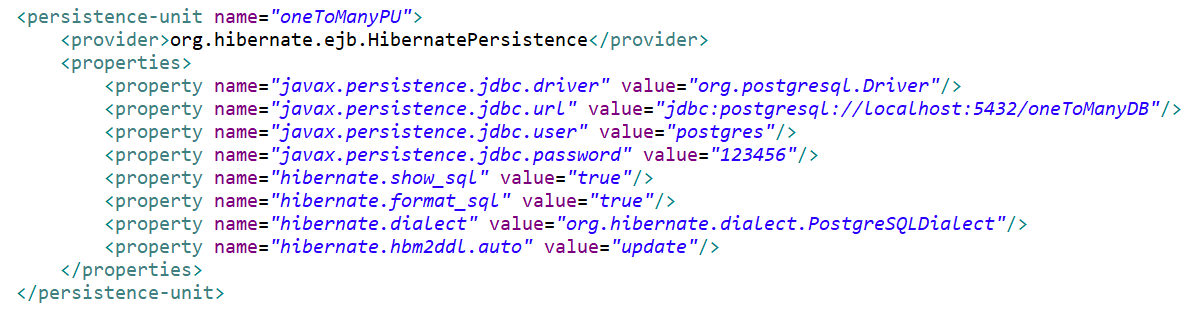 <persistence-unit name="oneToManyPU">
    <provider>org.hibernate.ejb.HibernatePersistence</provider>
    <properties>
        <property name="javax.persistence.jdbc.driver" value="org.postgresql.Driver"/>
        <property name="javax.persistence.jdbc.url" value="jdbc:postgresql://localhost:5432/oneToManyDB"/>
        <property name="javax.persistence.jdbc.user" value="postgres"/>
        <property name="javax.persistence.jdbc.password" value="123456"/>
        <property name="hibernate.show_sql" value="true"/>
        <property name="hibernate.format_sql" value="true"/>
        <property name="hibernate.dialect" value="org.hibernate.dialect.PostgreSQLDialect"/>
        <property name="hibernate.hbm2ddl.auto" value="update"/>
    </properties>
</persistence-unit>